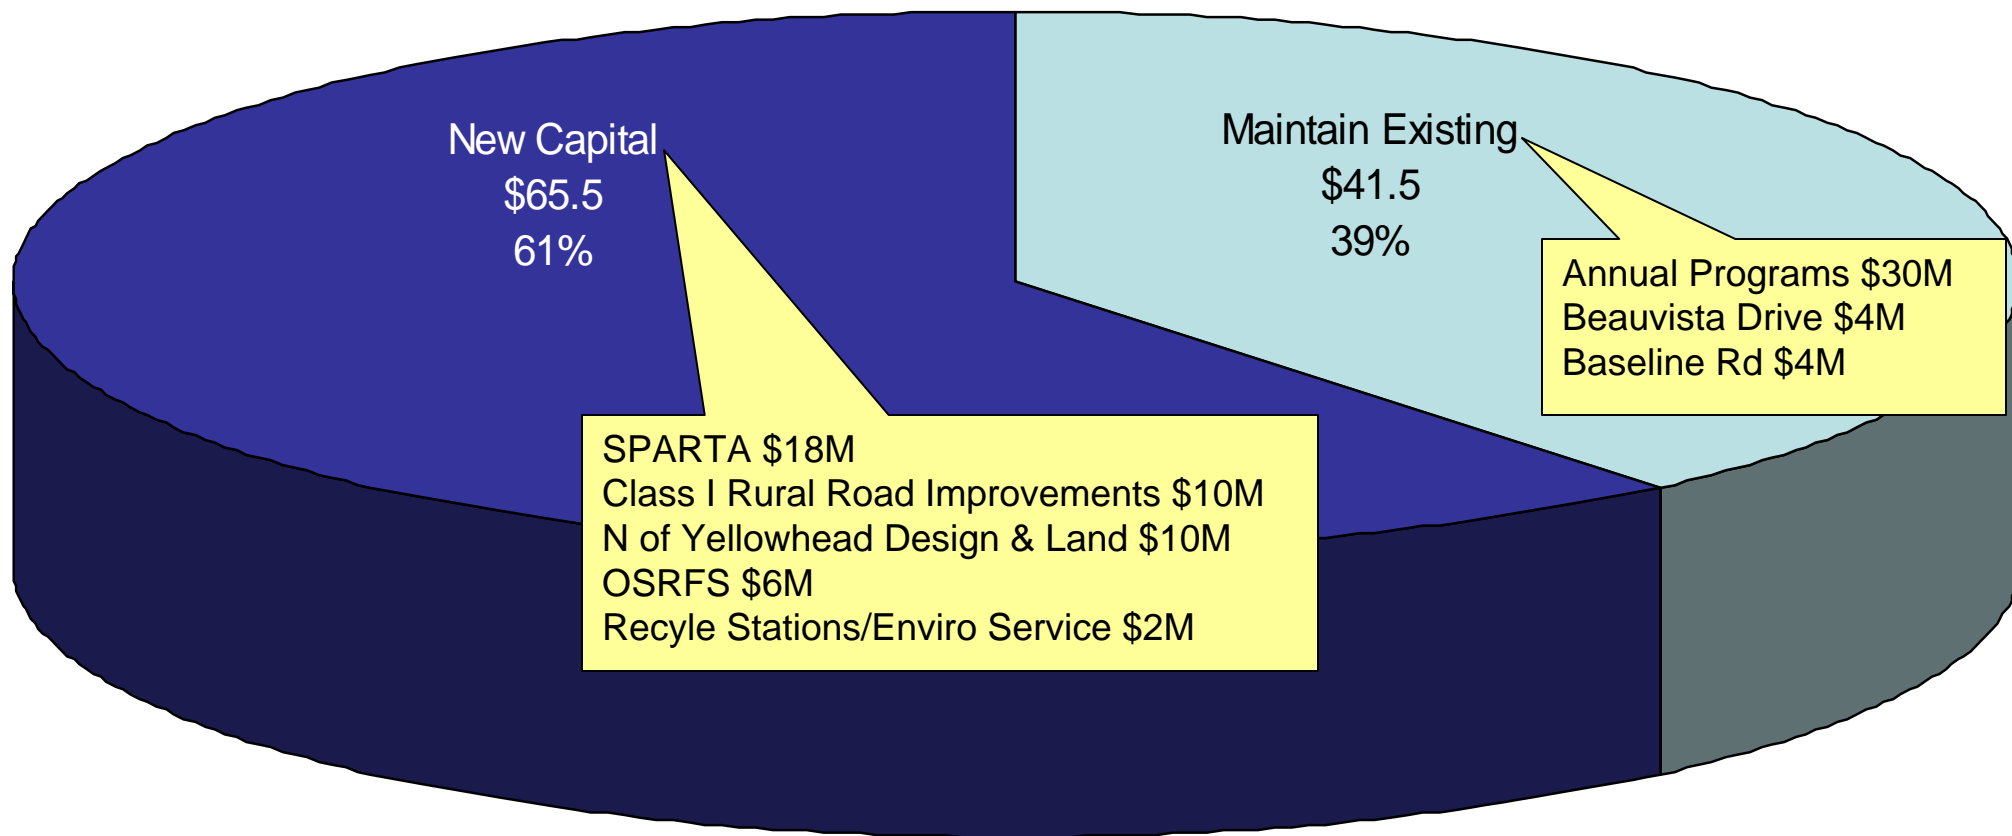 New Capital
$65.5
61%
Maintain Existing
$41.5
39%
Annual Programs $30M
Beauvista Drive $4M
Baseline Rd $4M
SPARTA $18M
Class I Rural Road Improvements $10M
N of Yellowhead Design & Land $10M
OSRFS $6M
Recyle Stations/Enviro Service $2M